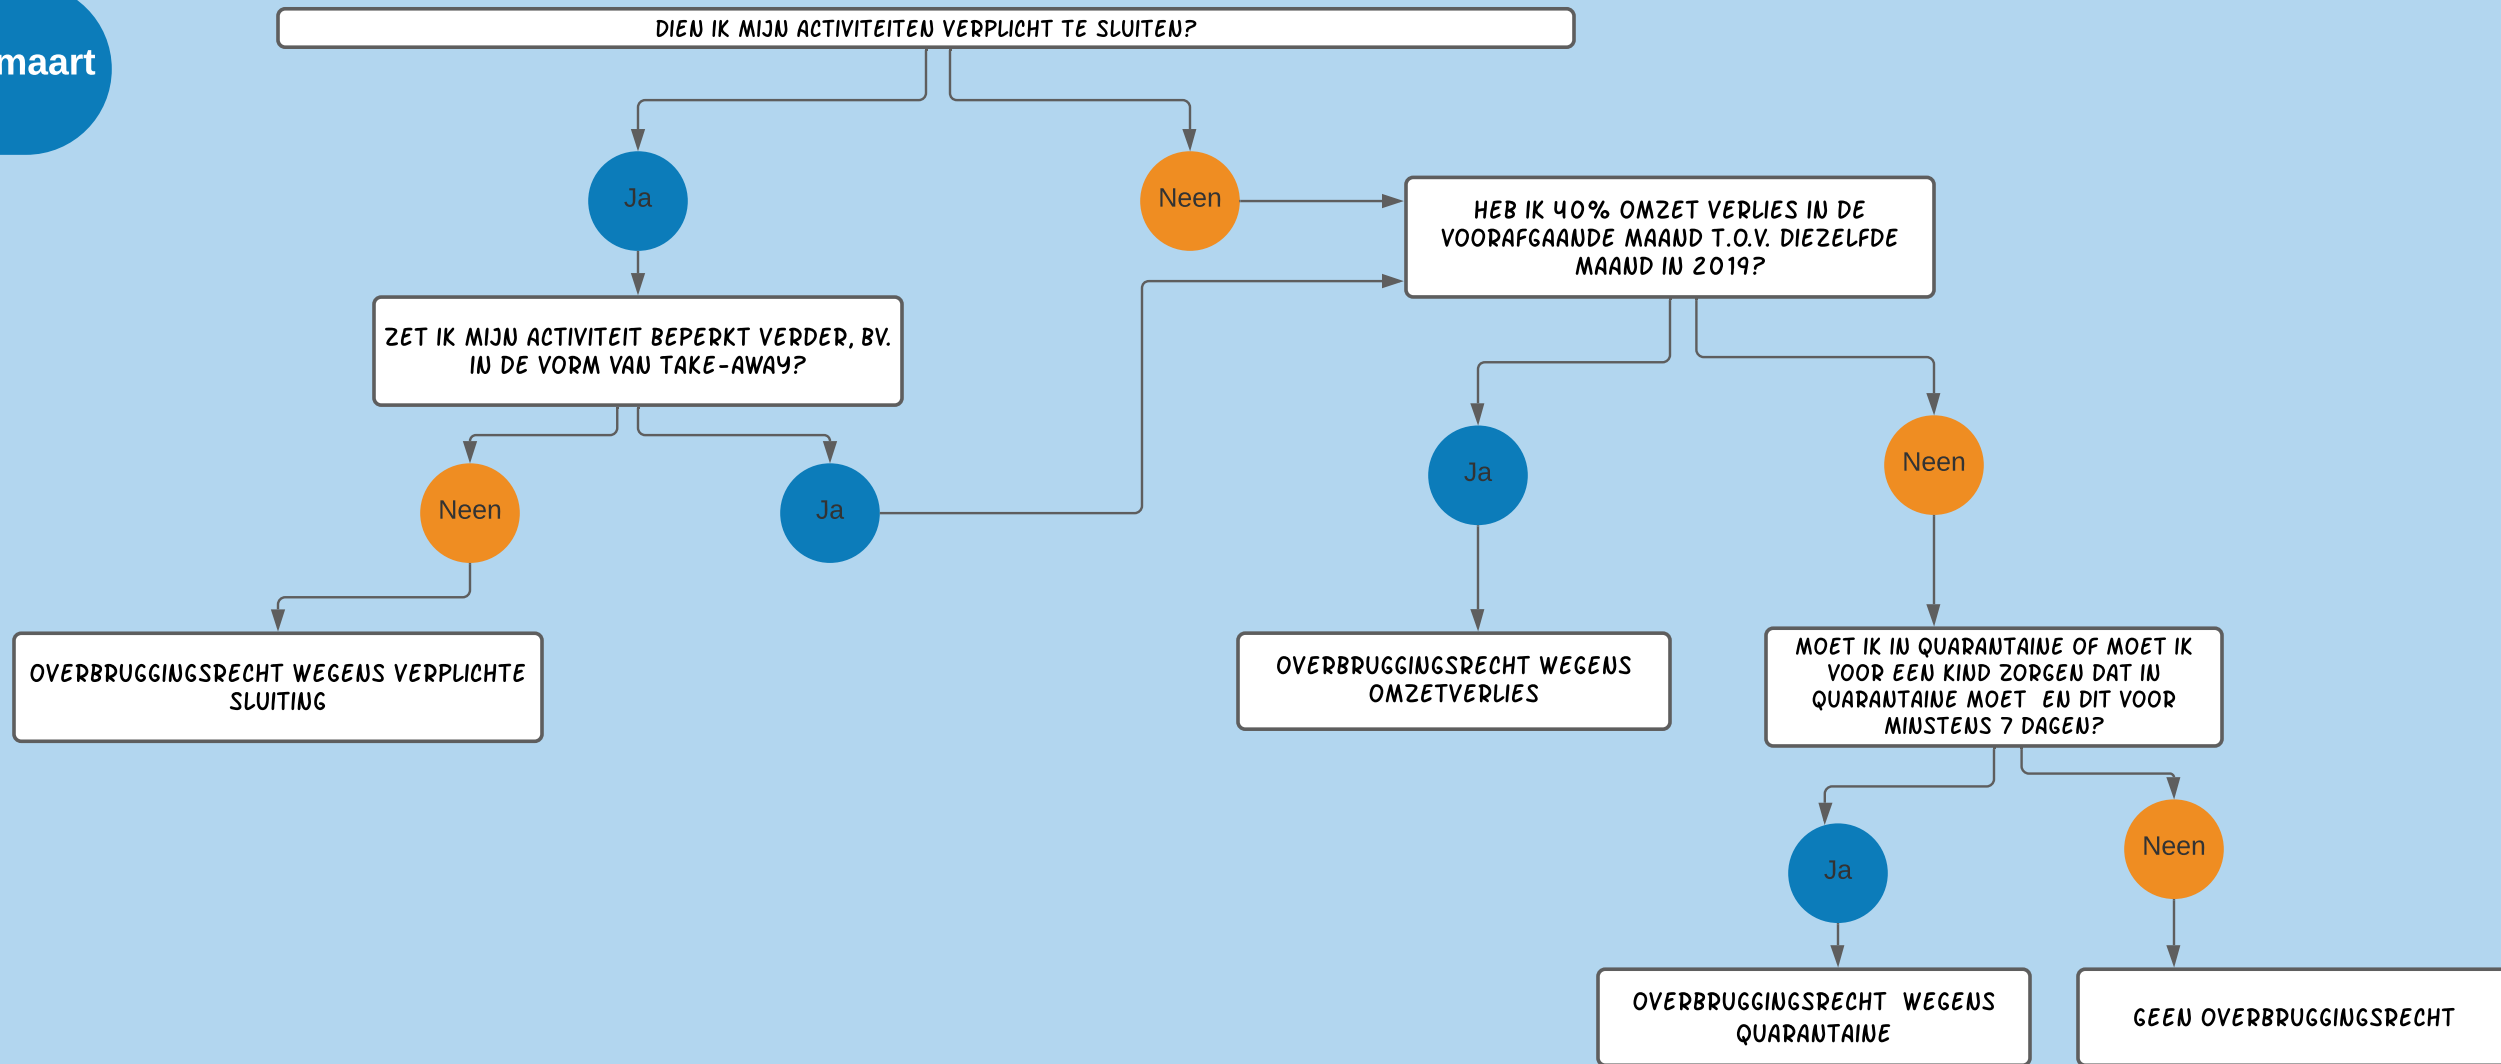 maart
DIEN IK MIJN ACTIVITEITEN VERPLICHT TE SLUITEN?
Ja
Neen
HEB IK 40% OMZET VERLIES IN DE
VOORAFGAANDE MAAND T.O.V. DIEZELFDE
MAAND IN 2019?
ZET IK MIJN ACTIVITEIT BEPERKT VERDER, BV.
IN DE VORM VAN TAKE-AWAY?
Neen
Ja
Ja
Neen
OVERBRUGGINGSRECHT WEGENS VERPLICHTE
SLUITING
OVERBRUGGINGSRECHT WEGENS
OMZETVERLIES
MOET IK IN QUARANTAINE OF MOET IK
VOOR EEN KIND ZORGEN DAT IN
QUARANTAINE MOET EN DIT VOOR
MINSTENS 7 DAGEN?
Ja
Neen
OVERBRUGGINGSRECHT WEGENS
QUARANTAINE
GEEN OVERBRUGGINGSRECHT